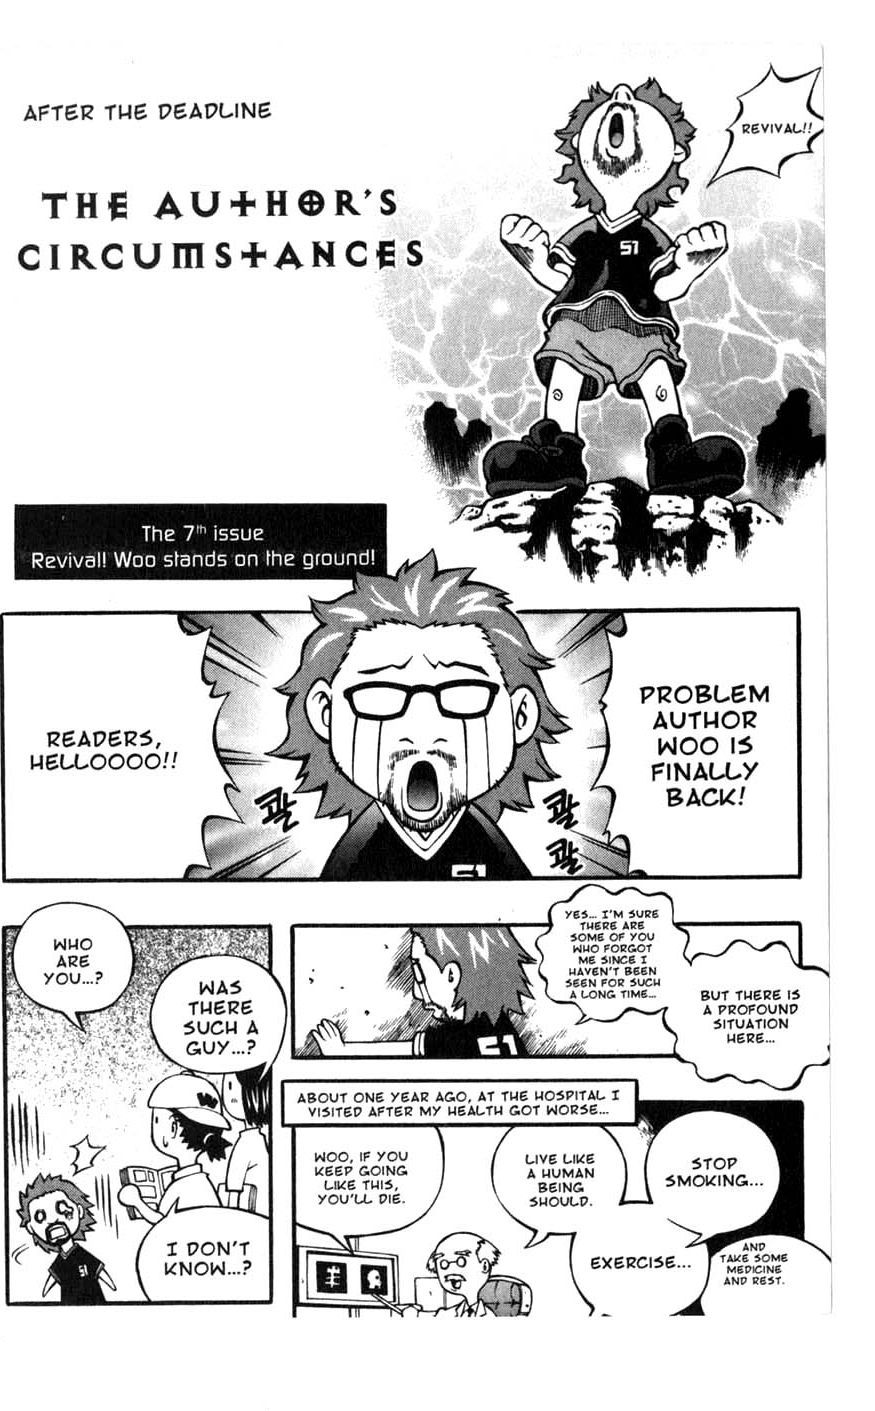 AFTER THE DEADLINE
THE AUTHOR'S
CIRCUMSTANCES
REVIVAL!!
51
The 7th issue
Revival! Woo stands on the ground!
READERS,
HELLOOOO!!
PROBLEM
AUTHOR
WOO IS
FINALLY
BACK!
콸
콸
콸
51
WHO
ARE
YOU...?
WAS
THERE
SUCH A
GUY...?
W
51
I DON'T
KNOW...?
YES... I'M SURE
THERE ARE
SOME OF YOU
WHO FORGOT
ME SINCE I
HAVEN'T BEEN
SEEN FOR SUCH
A LONG TIME...
BUT THERE IS
A PROFOUND
SITUATION
HERE...
51
ABOUT ONE YEAR AGO, AT THE HOSPITAL I
VISITED AFTER MY HEALTH GOT WORSE...
WOO, IF YOU
KEEP GOING
LIKE THIS,
YOU'LL DIE.
LIVE LIKE
A HUMAN
BEING
SHOULD.
STOP
SMOKING...
EXERCISE...
AND
TAKE SOME
MEDICINE
AND REST.